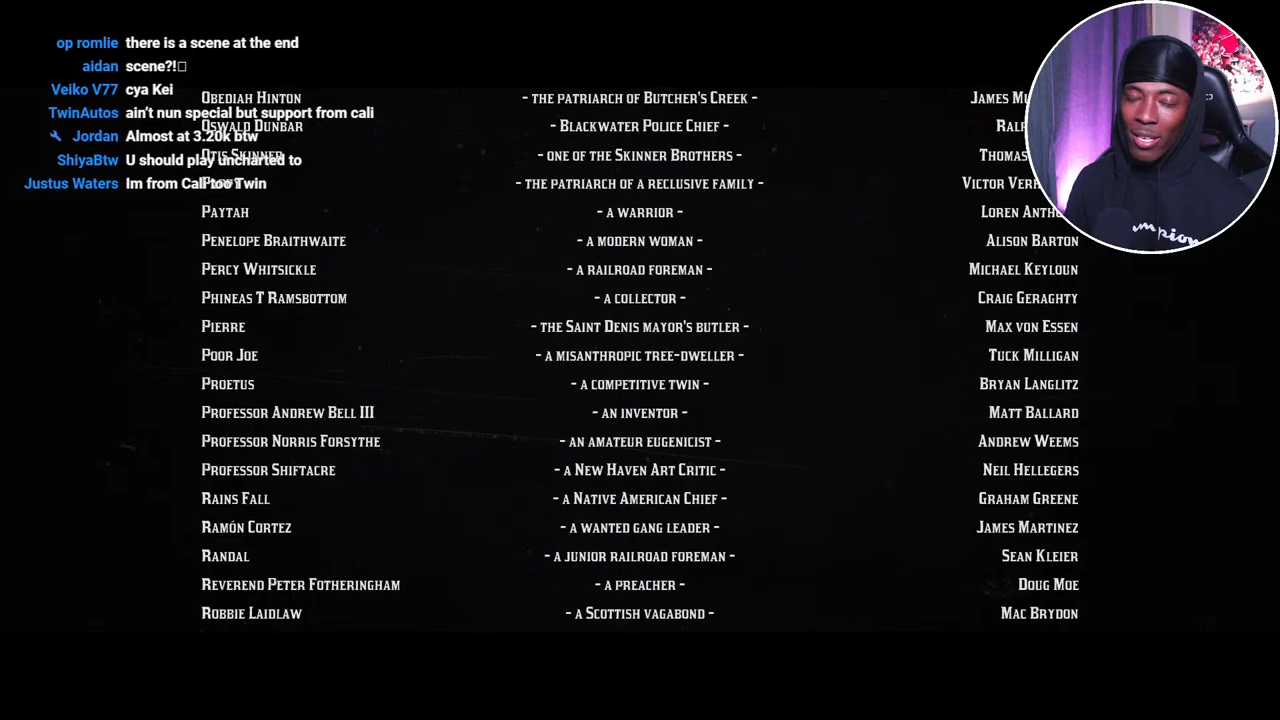 op romlie there is a scene at the end
aidan scene?!
Veiko V77 cya Kei
TwinAutos ain't nun special but support from cali
Jordan Almost at 3.20k btw
ShiyaBtw U should play uncharted to
Justus Waters Im from Cali too Twin
Obediah Hinton - the patriarch of Butcher's Creek - James
Oswald Dunbar - Blackwater Police Chief -
Otis Skinner - one of the Skinner Brothers - Thomas
- the patriarch of a reclusive family - Victor
Paytah - a warrior - Loren
Penelope Braithwaite - a modern woman - Alison Barton
Percy Whitsickle - a railroad foreman - Michael Keyloun
Phineas T Ramsbottom - a collector - Craig Geraghty
Pierre - the Saint Denis mayor's butler - Max von Essen
Poor Joe - a misanthropic tree-dweller - Tuck Milligan
Proetus - a competitive twin - Bryan Langlitz
Professor Andrew Bell III - an inventor - Matt Ballard
Professor Norris Forsythe - an amateur eugenicist - Andrew Weems
Professor Shiftacre - a New Haven Art Critic - Neil Hellegers
Rains Fall - a Native American Chief - Graham Greene
Ramón Cortez - a wanted gang leader - James Martinez
Randal - a junior railroad foreman - Sean Kleier
Reverend Peter Fotheringham - a preacher - Doug Moe
Robbie Laidlaw - a Scottish vagabond - Mac Brydon